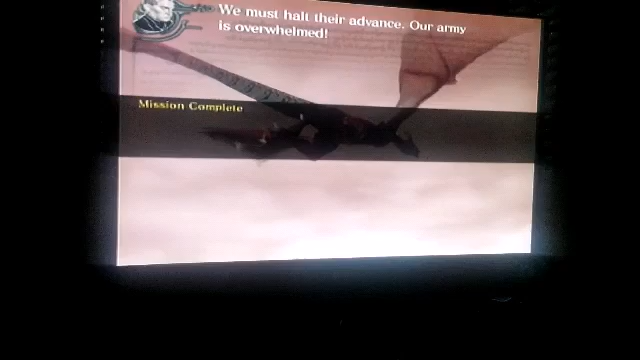 We must halt their advance. Our army
is overwhelmed!
Mission Complete